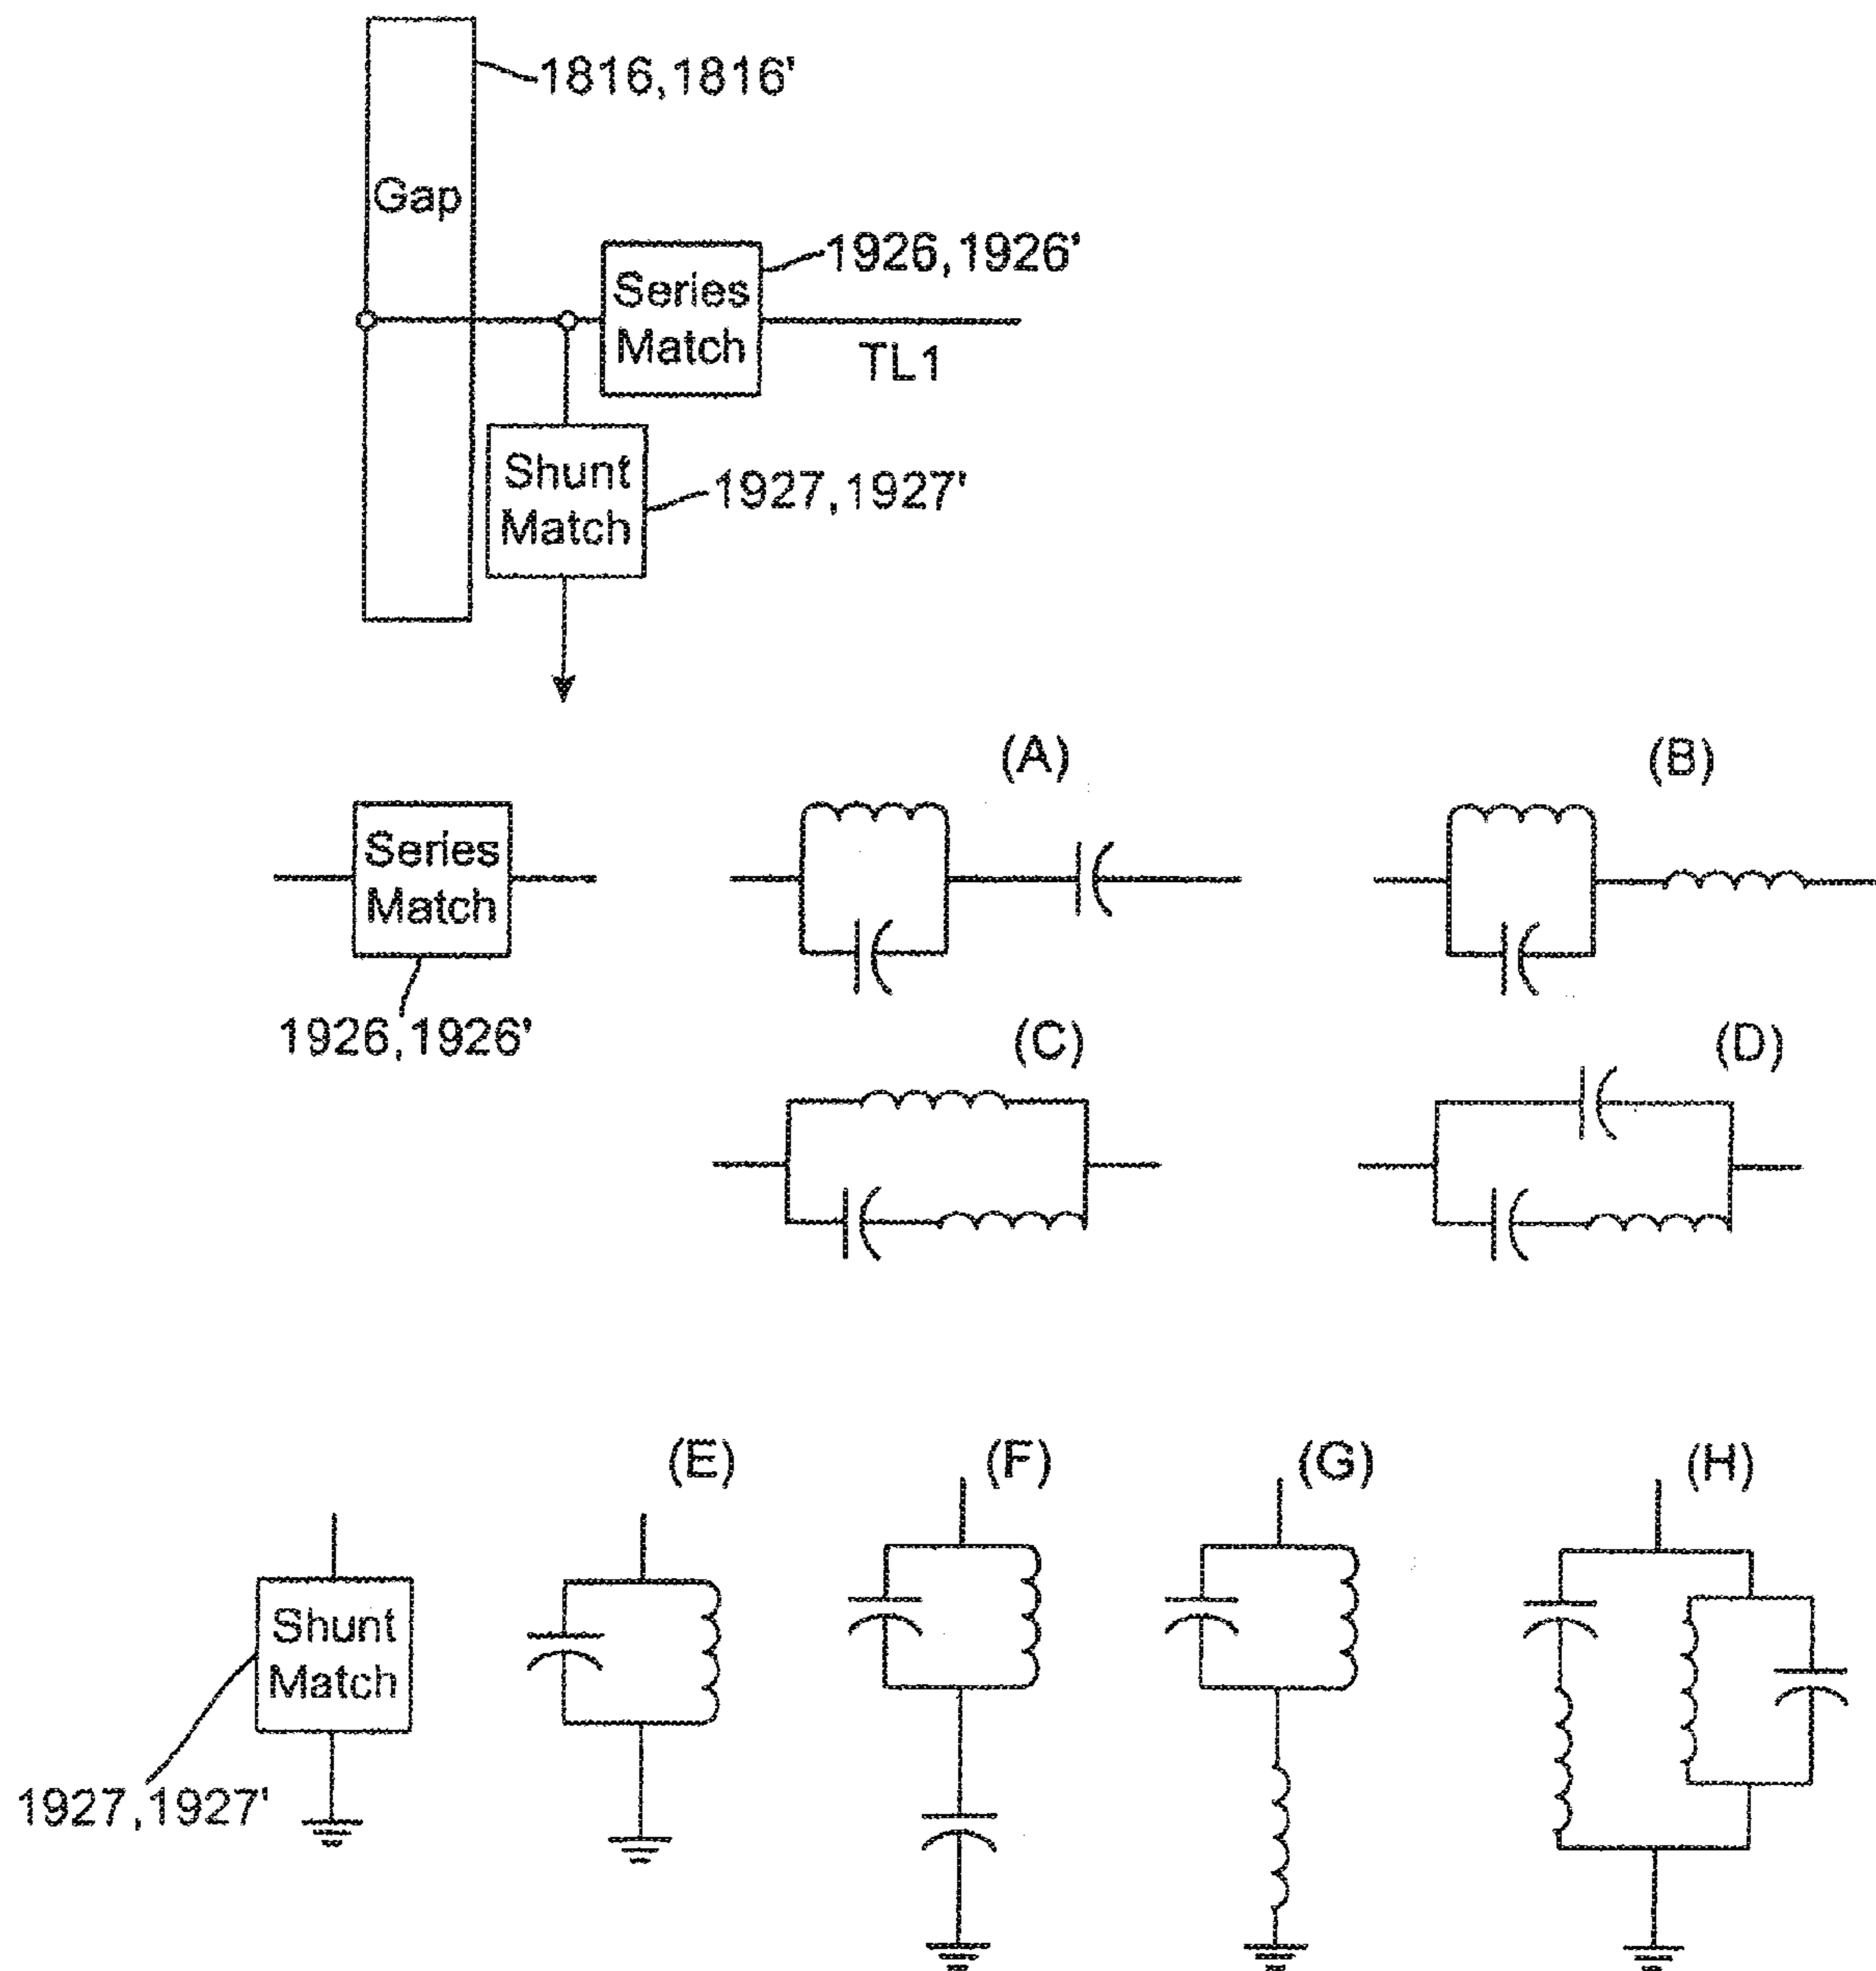 1816,1816'
Gap
1926,1926'
Series
Match
TL1
Shunt
Match
1927,1927'
(A)
(B)
Series
Match
1926,1926'
(C)
(D)
(E)
(F)
(G)
(H)
Shunt
Match
1927,1927'